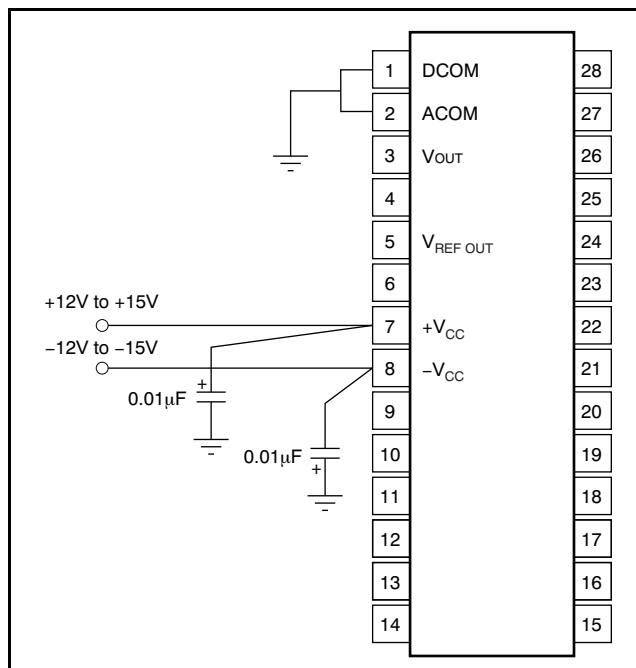 1 DCOM 28
2 ACOM 27
3 VOUT 26
4 25
5 VREF OUT 24
6 23
+12V to +15V
7 +VCC 22
−12V to −15V
8 −VCC 21
+
0.01μF
9 20
0.01μF
10 19
+
11 18
12 17
13 16
14 15